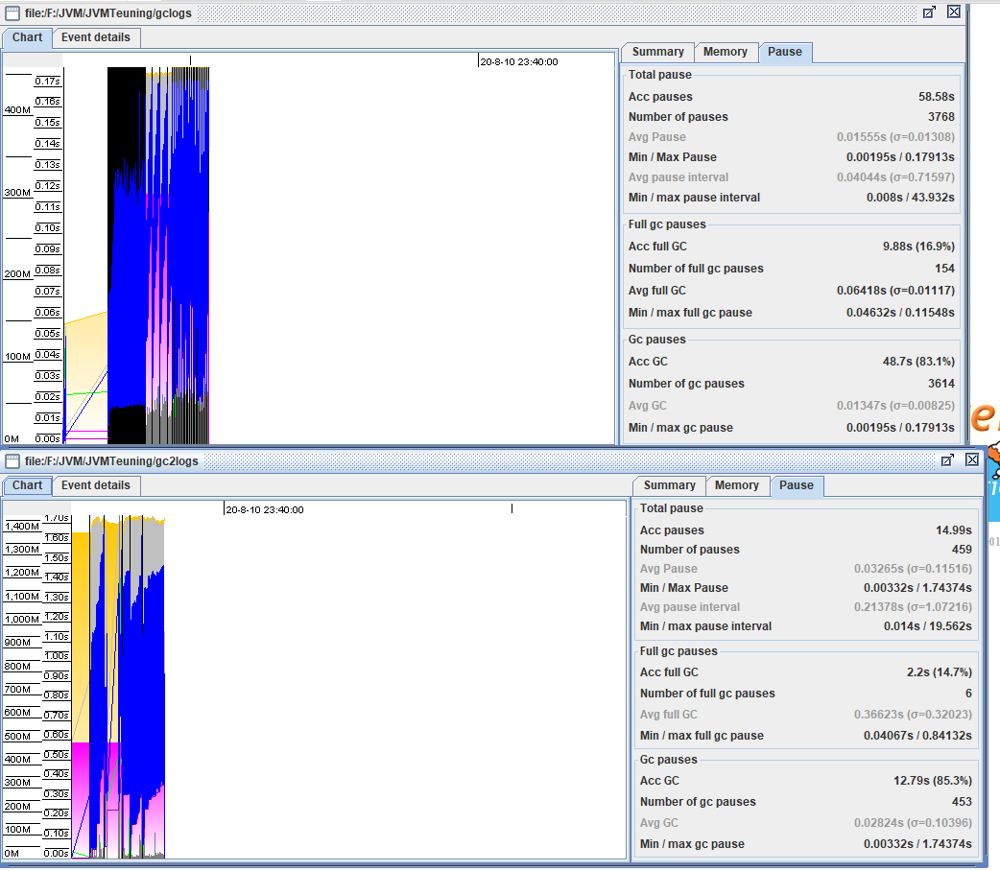 file:/F:/JVM/JVMTeuning/gclogs
Chart Event details
20-8-10 23:40:00
0.17s
0.16s
400M
0.15s
0.14s
0.13s
0.12s
300M
0.11s
0.10s
0.09s
200M
0.08s
0.07s
0.06s
0.05s
100M
0.04s
0.03s
0.02s
0.01s
0M
0.00s
Summary Memory Pause
Total pause
Acc pauses 58.58s
Number of pauses 3768
Avg Pause 0.01555s (σ=0.01308)
Min / Max Pause 0.00195s / 0.17913s
Avg pause interval 0.04044s (σ=0.71597)
Min / max pause interval 0.008s / 43.932s
Full gc pauses
Acc full GC 9.88s (16.9%)
Number of full gc pauses 154
Avg full GC 0.06418s (σ=0.01117)
Min / max full gc pause 0.04632s / 0.11548s
Gc pauses
Acc GC 48.7s (83.1%)
Number of gc pauses 3614
Avg GC 0.01347s (σ=0.00825)
Min / max gc pause 0.00195s / 0.17913s
file:/F:/JVM/JVMTeuning/gc2logs
Chart Event details
20-8-10 23:40:00
1.70s
1,400M
1.60s
1,300M
1.50s
1,200M
1.40s
1,100M
1.30s
1,000M
1.20s
900M
1.10s
1.00s
800M
0.90s
700M
0.80s
600M
0.70s
500M
0.60s
0.50s
400M
0.40s
300M
0.30s
200M
0.20s
100M
0.10s
0M
0.00s
Summary Memory Pause
Total pause
Acc pauses 14.99s
Number of pauses 459
Avg Pause 0.03265s (σ=0.11516)
Min / Max Pause 0.00332s / 1.74374s
Avg pause interval 0.21378s (σ=1.07216)
Min / max pause interval 0.014s / 19.562s
Full gc pauses
Acc full GC 2.2s (14.7%)
Number of full gc pauses 6
Avg full GC 0.36623s (σ=0.32023)
Min / max full gc pause 0.04067s / 0.84132s
Gc pauses
Acc GC 12.79s (85.3%)
Number of gc pauses 453
Avg GC 0.02824s (σ=0.10396)
Min / max gc pause 0.00332s / 1.74374s